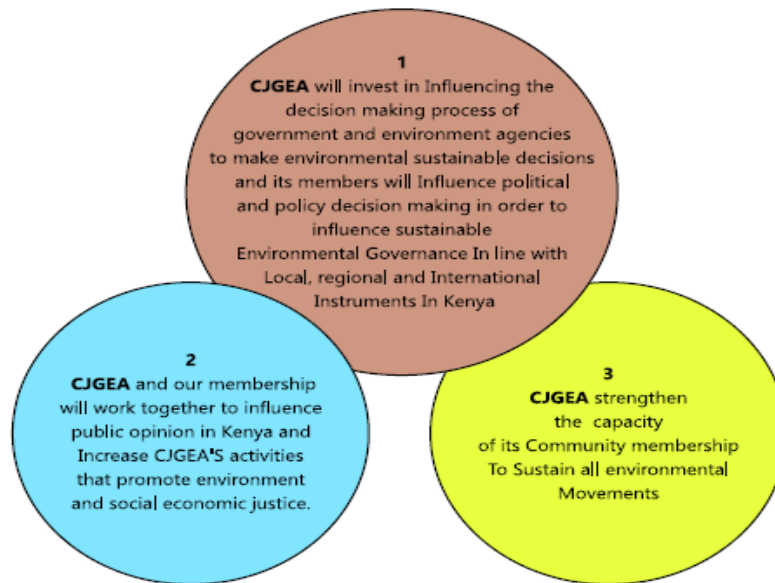 1
CJGEA will invest in Influencing the
decision making process of
government and environment agencies
to make environmental sustainable decisions
and its members will Influence political
and policy decision making in order to
influence sustainable
Environmental Governance In line with
Local, regional and International
Instruments In Kenya
2
CJGEA and our membership
will work together to influence
public opinion in Kenya and
Increase CJGEA'S activities
that promote environment
and social economic justice.
3
CJGEA strengthen
the capacity
of its Community membership
To Sustain all environmental
Movements